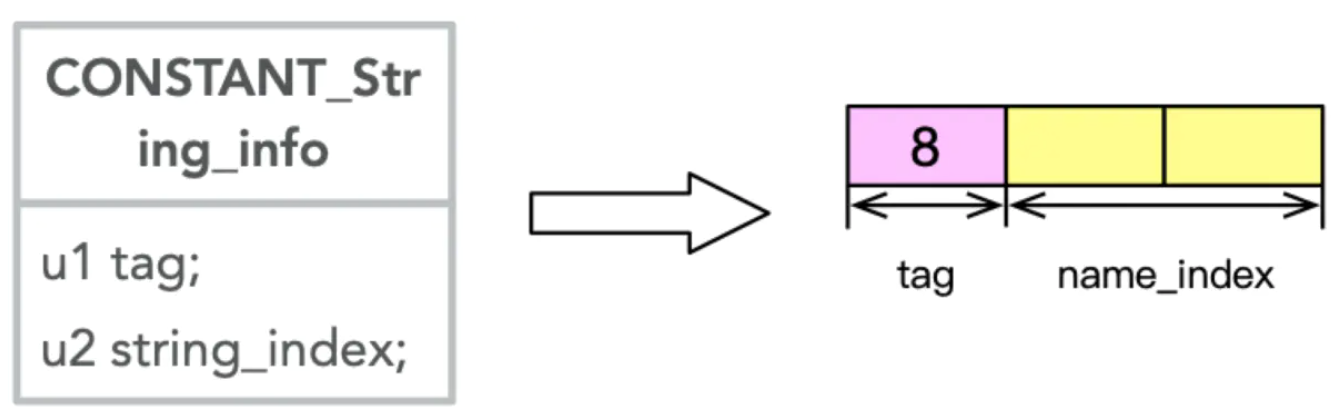 CONSTANT_Str
ing_info
u1 tag;
u2 string_index;
8
tag name_index